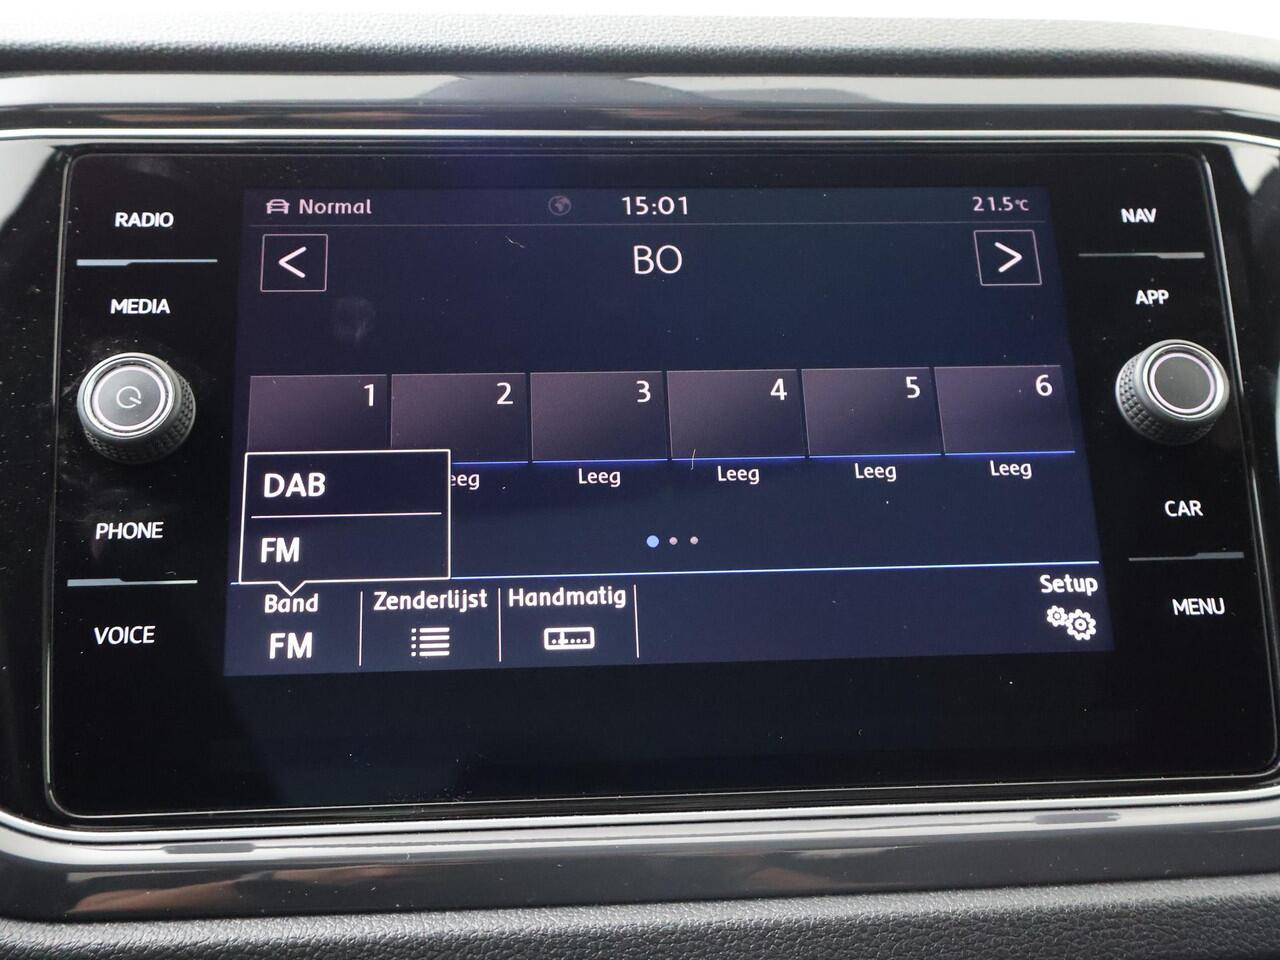 RADIO
MEDIA
PHONE
VOICE
Normal
15:01
21.5°C
<
BO
>
1 2 3 4 5 6
eeg Leeg Leeg Leeg Leeg
DAB
FM
Band Zenderlijst Handmatig Setup
FM
NAV
APP
CAR
MENU